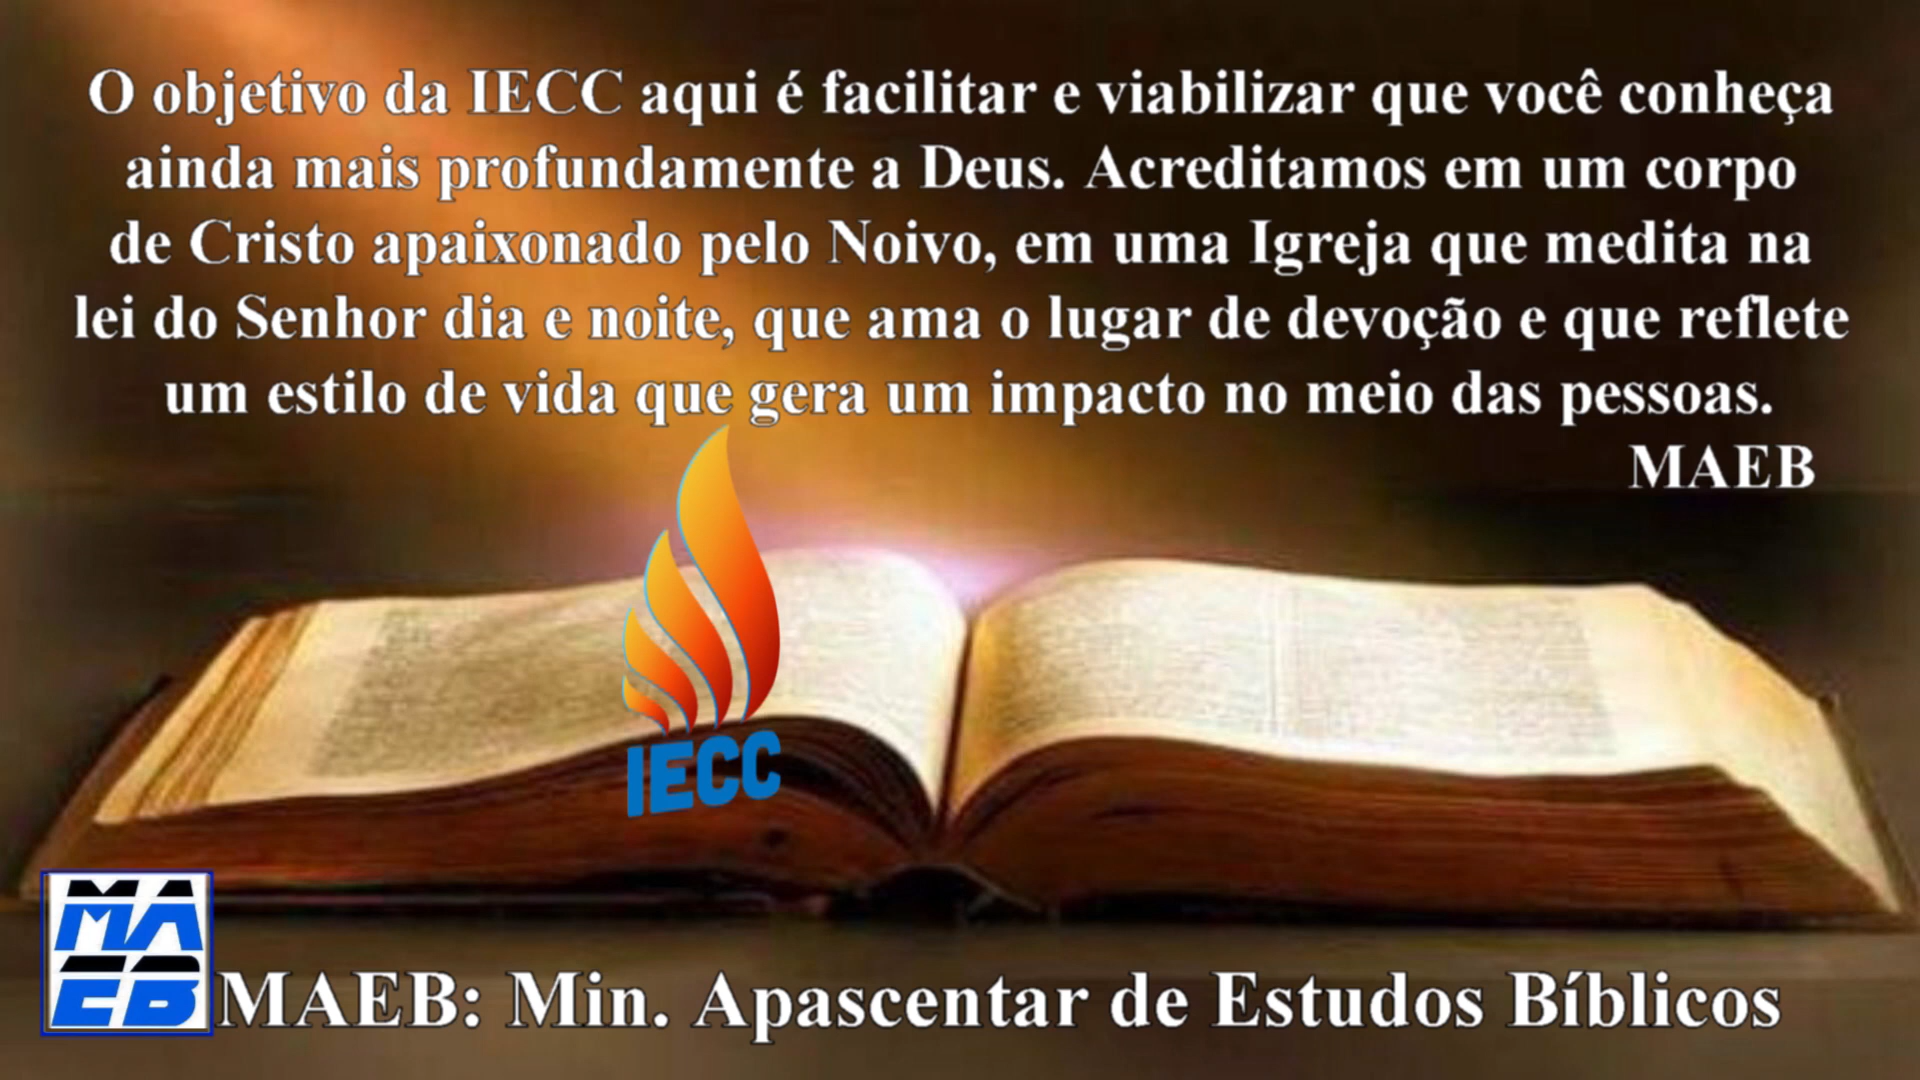 O objetivo da IECC aqui é facilitar e viabilizar que você conheça
ainda mais profundamente a Deus. Acreditamos em um corpo
de Cristo apaixonado pelo Noivo, em uma Igreja que medita na
lei do Senhor dia e noite, que ama o lugar de devoção e que reflete
um estilo de vida que gera um impacto no meio das pessoas.
MAEB
IECC
MA
EB
MAEB: Min. Apascentar de Estudos Bíblicos